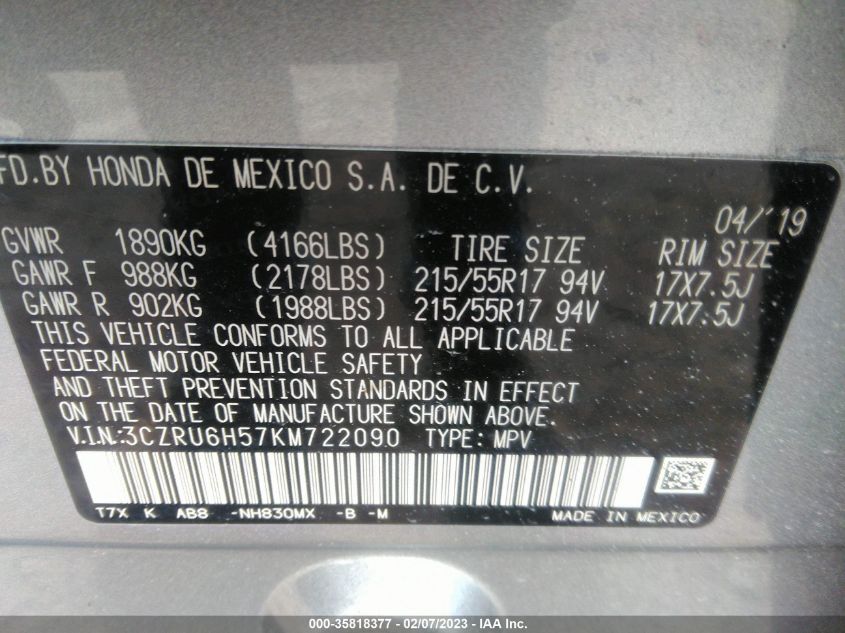 FD.BY HONDA DE MEXICO S.A. DE C.V.
04/'19
GVWR 1890KG (4166LBS) TIRE SIZE RIM SIZE
GAWR F 988KG (2178LBS) 215/55R17 94V 17X7.5J
GAWR R 902KG (1988LBS) 215/55R17 94V 17X7.5J
THIS VEHICLE CONFORMS TO ALL APPLICABLE
FEDERAL MOTOR VEHICLE SAFETY
AND THEFT PREVENTION STANDARDS IN EFFECT
ON THE DATE OF MANUFACTURE SHOWN ABOVE.
V.I.N.:3CZRU6H57KM722090 TYPE: MPV
T7X K AB8 -NH830MX -B -M MADE IN MEXICO
000-35818377 - 02/07/2023 - IAA Inc.